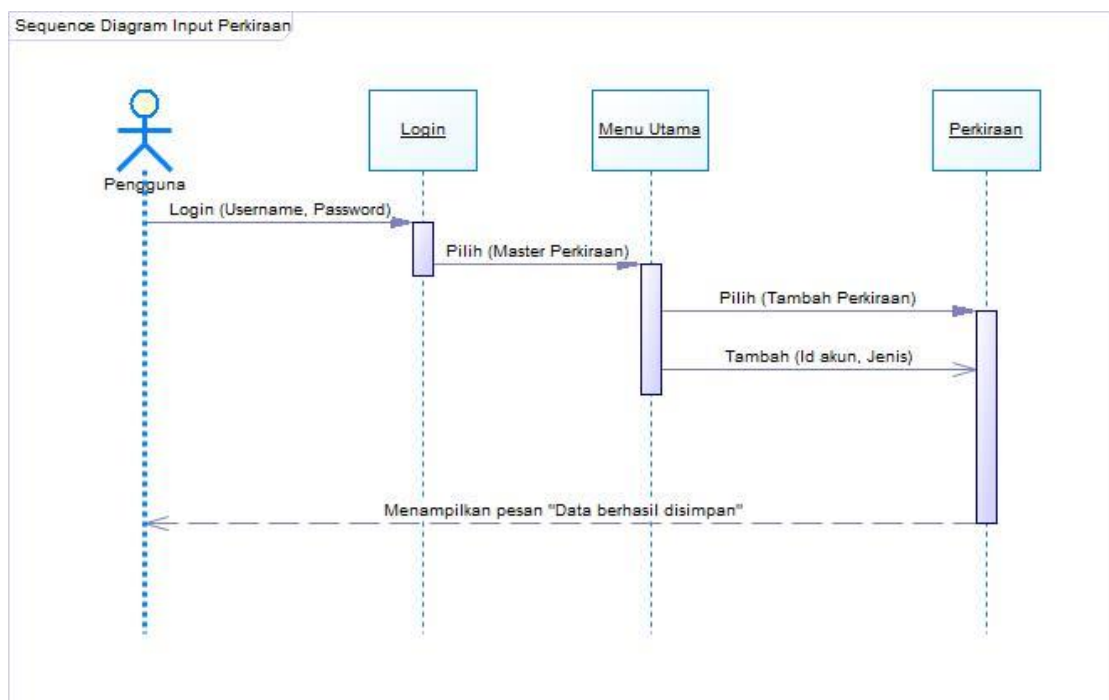 Sequence Diagram Input Perkiraan
Login
Menu Utama
Perkiraan
Pengguna
Login (Username, Password)
Pilih (Master Perkiraan)
Pilih (Tambah Perkiraan)
Tambah (Id akun, Jenis)
Menampilkan pesan "Data berhasil disimpan"